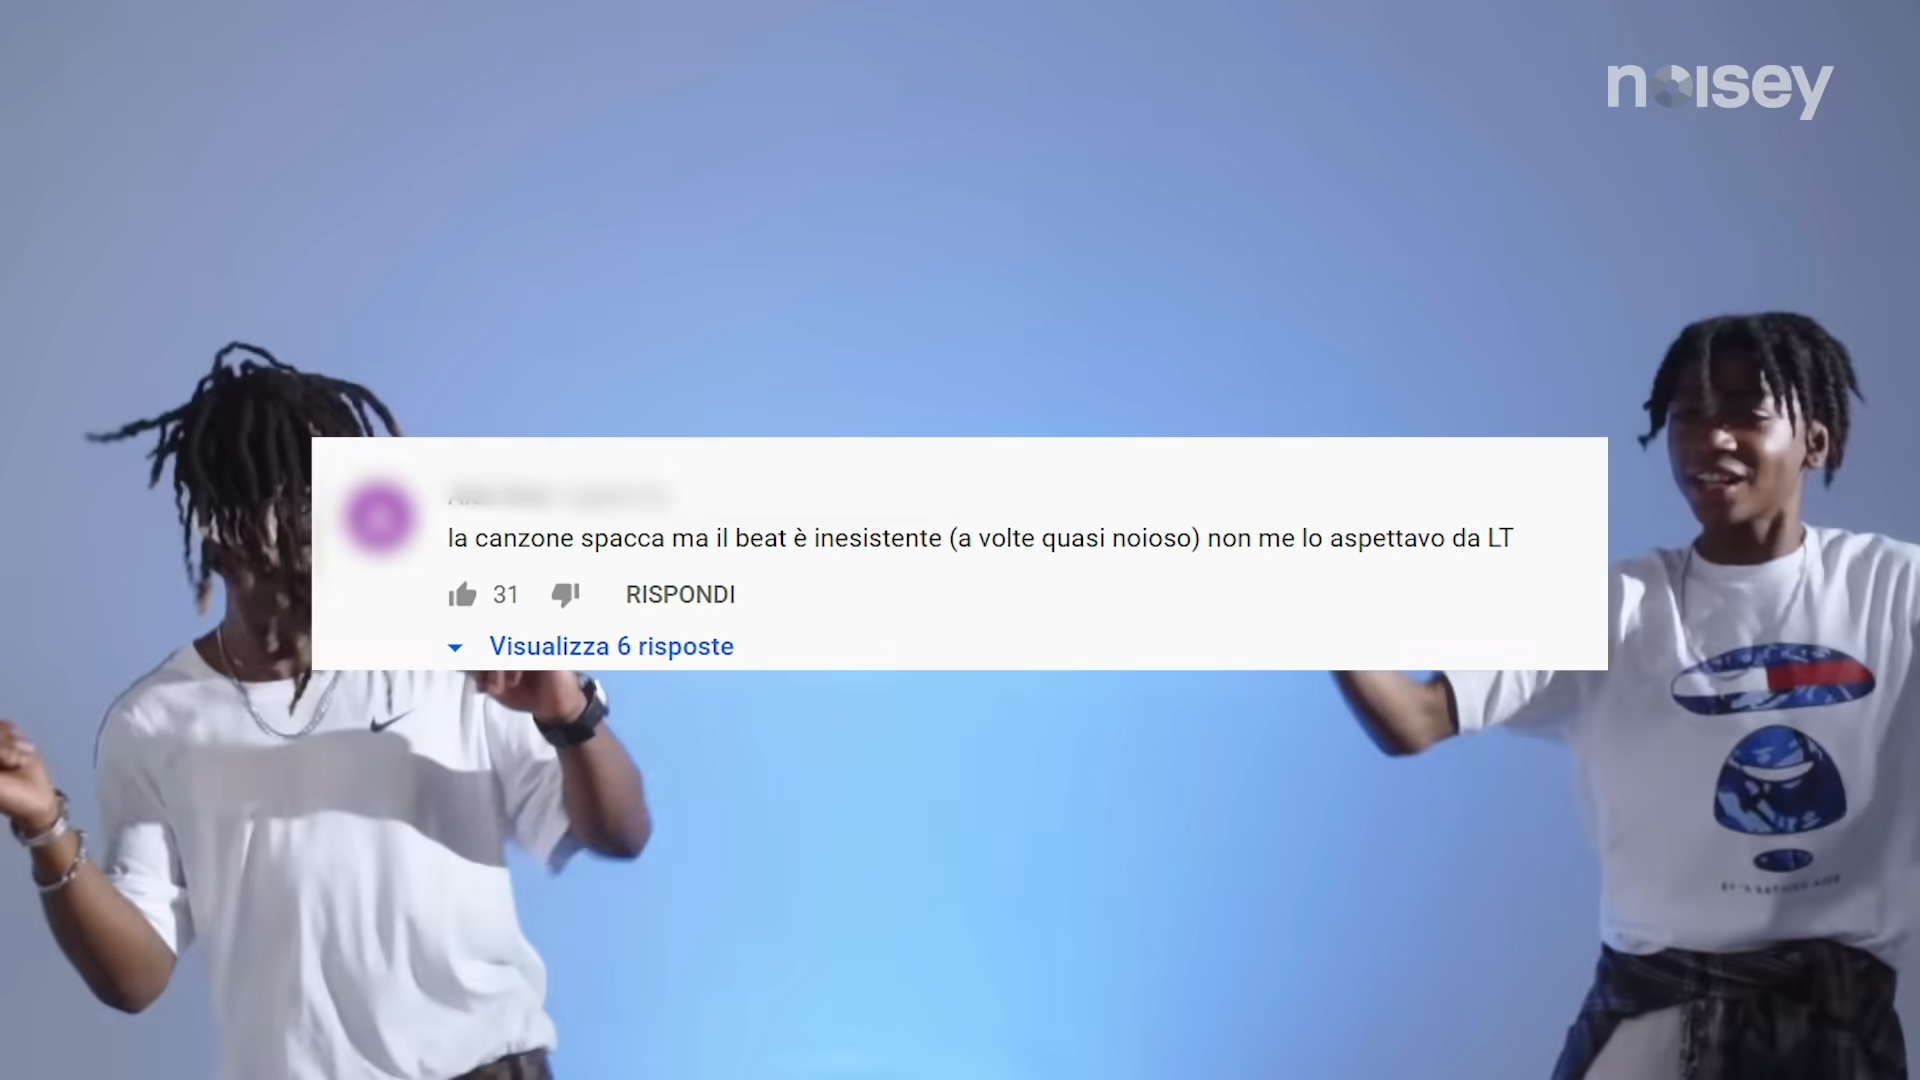 noisey
la canzone spacca ma il beat è inesistente (a volte quasi noioso) non me lo aspettavo da LT
31 RISPONDI
Visualizza 6 risposte